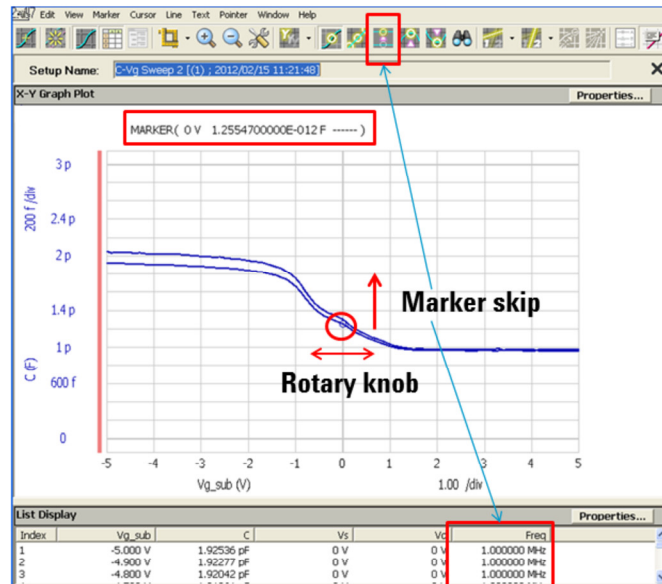 Edit View Marker Cursor Line Text Pointer Window Help
Setup Name: C-Vg Sweep 2 [(1) ; 2012/02/15 11:21:48]
X-Y Graph Plot Properties...
MARKER( 0 V 1.2554700000E-012 F ------ )
3 p
200 f /div
2.4 p
2 p
Marker skip
1.4 p
1 p
C (F)
600 f
Rotary knob
0
-5 -4 -3 -2 -1 0 1 2 3 4 5
Vg_sub (V) 1.00 /div
List Display Properties...
Index Vg_sub C Vs Freq
1 -5.000 V 1.92536 pF 0 V 0 V 1.000000 MHz
2 -4.900 V 1.92277 pF 0 V 0 V 1.000000 MHz
3 -4.800 V 1.92042 pF 0 V 0 V 1.000000 MHz